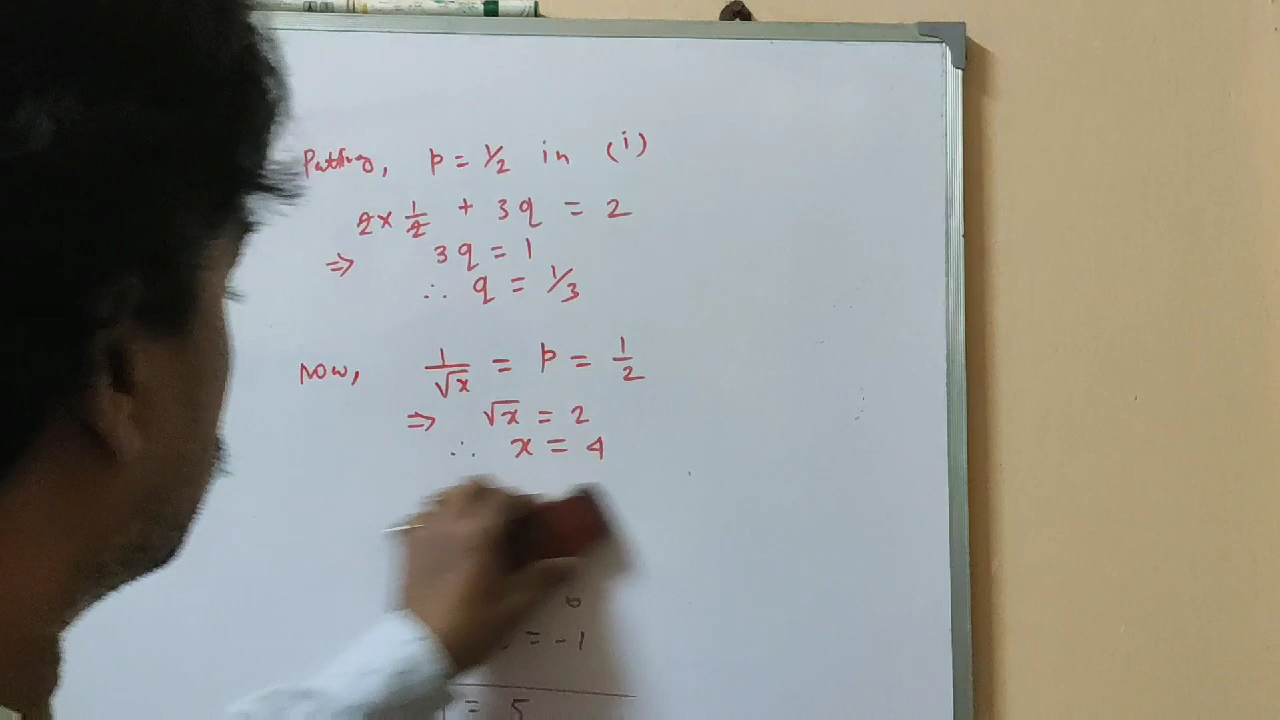 Putting, p = 1/2 in (i)
2 × 1/2 + 3q = 2
⇒ 3q = 1
∴ q = 1/3
Now, 1/√x = p = 1/2
⇒ √x = 2
∴ x = 4
6
= -1
= 5